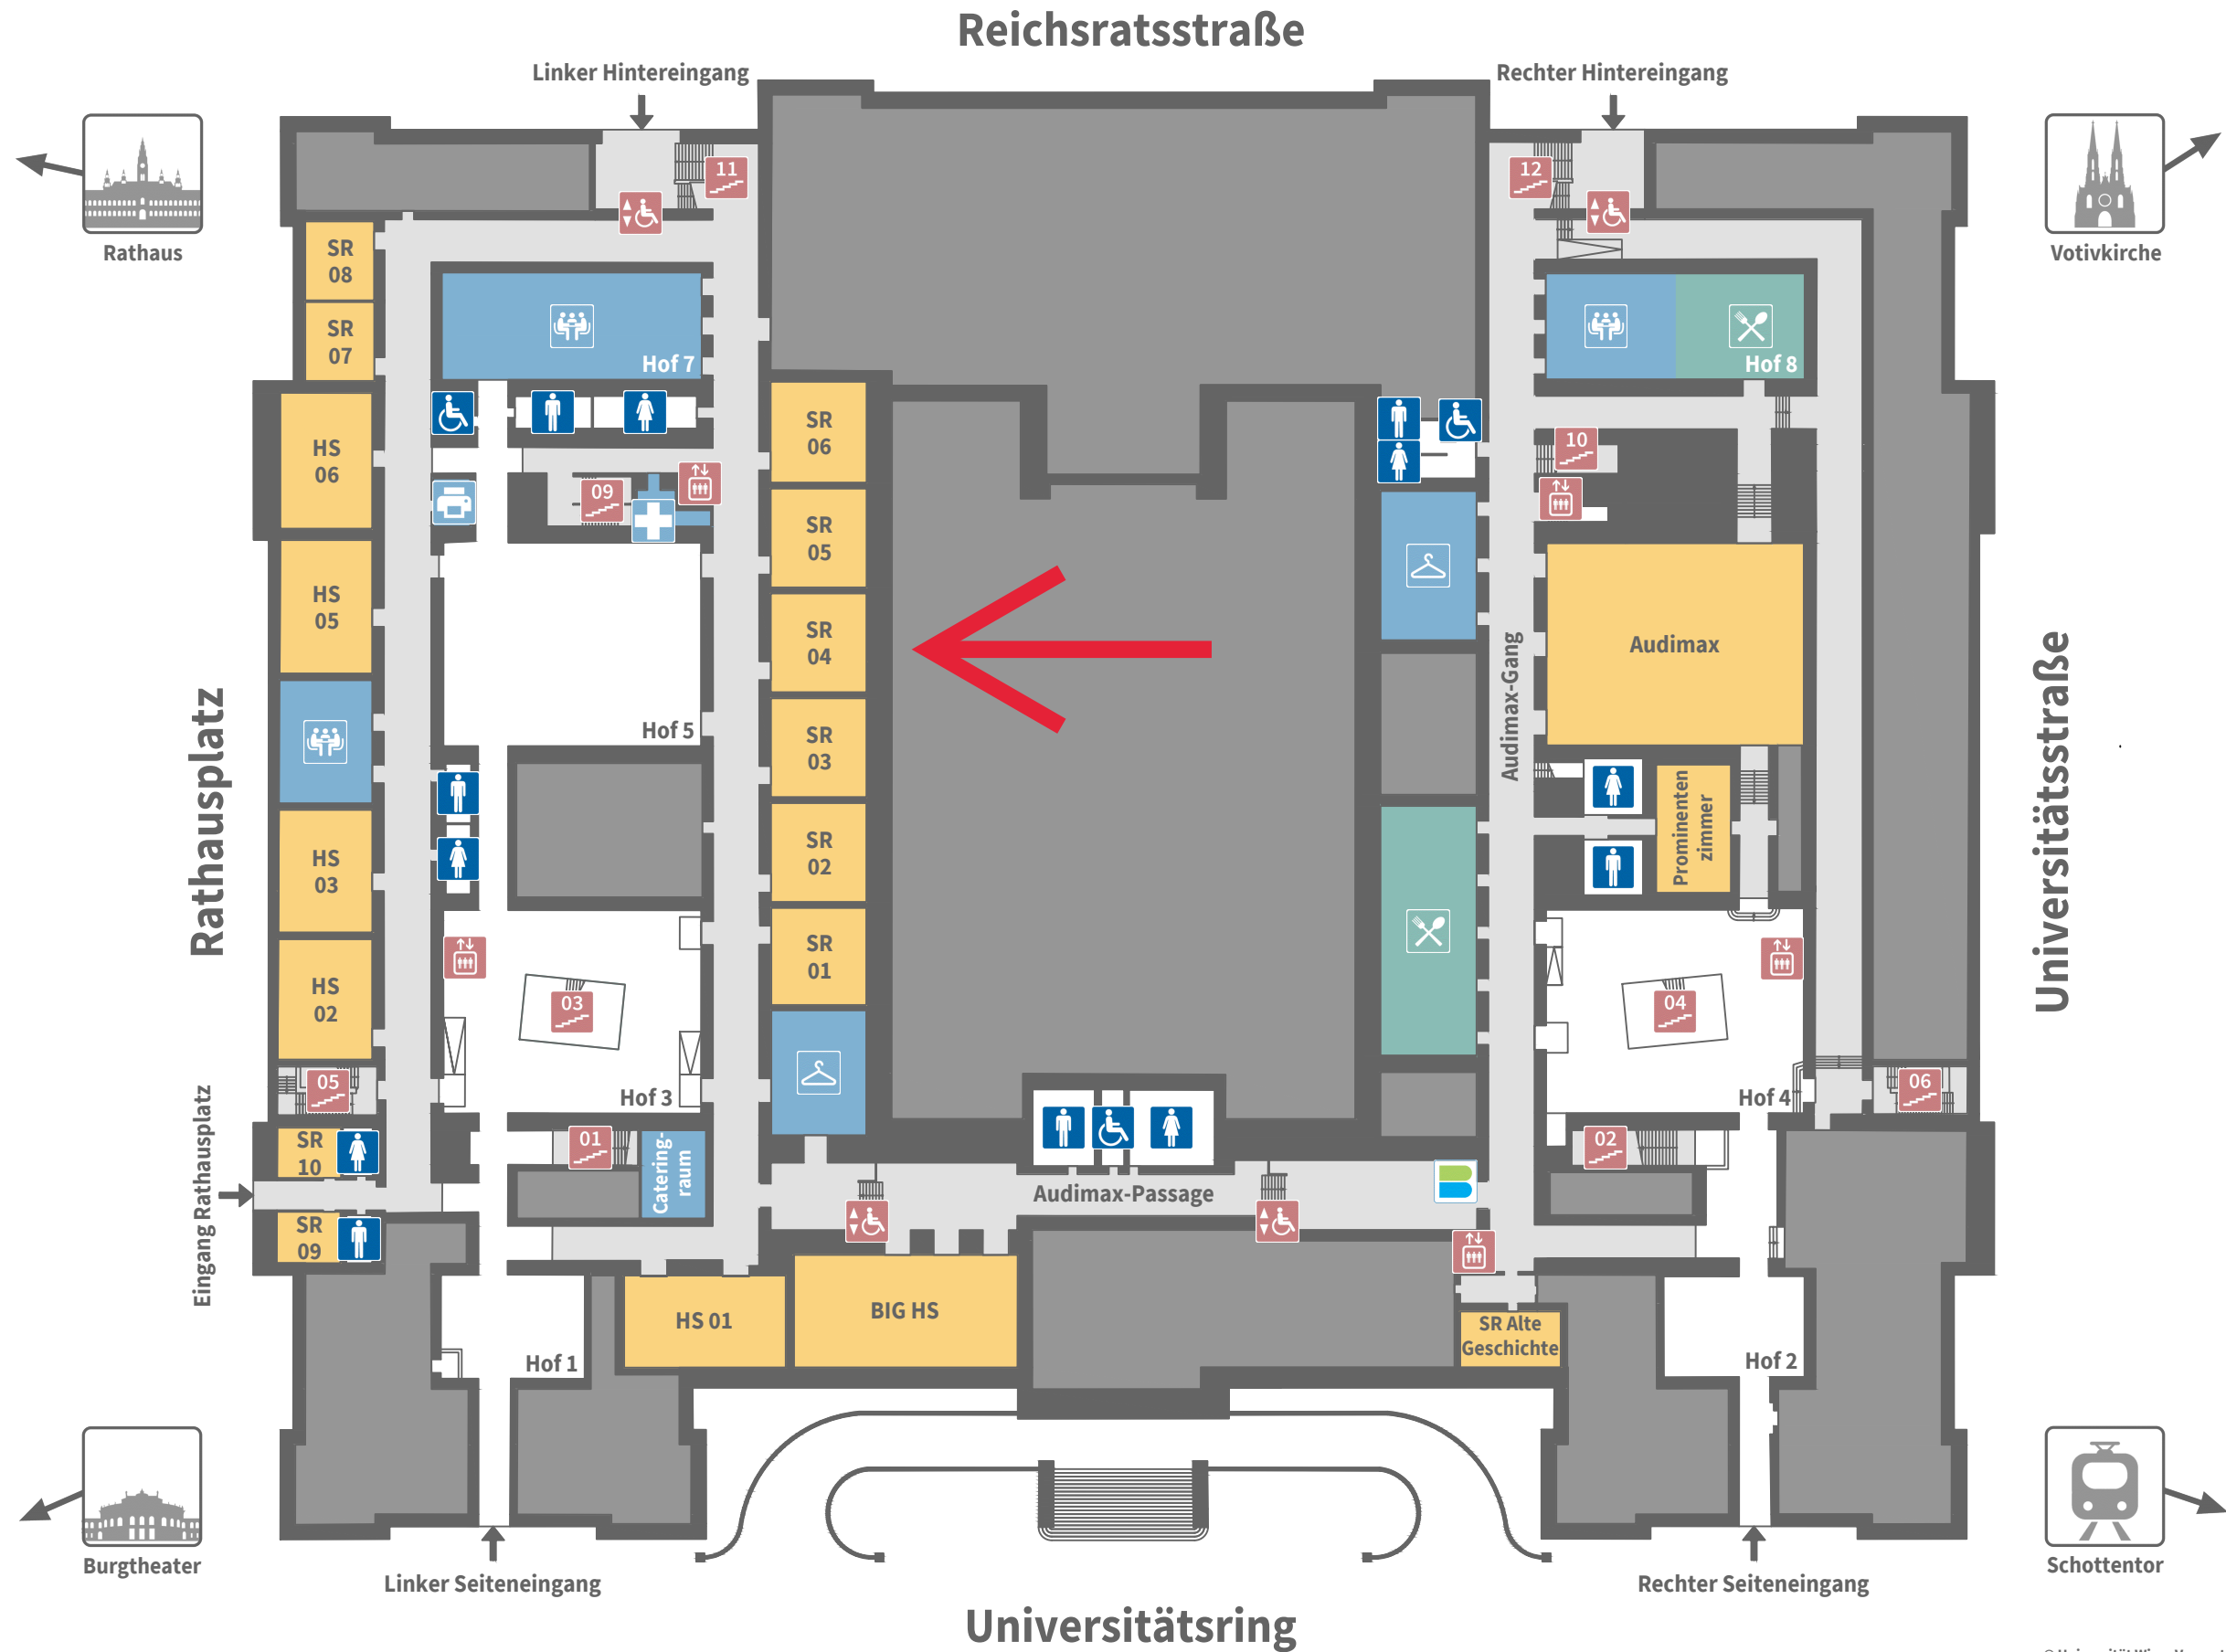 Reichsratsstraße
Linker Hintereingang
Rechter Hintereingang
Rathaus
Votivkirche
11
12
SR
08
SR
07
Hof 7
Hof 8
HS
06
SR
06
10
09
SR
05
HS
05
SR
04
Audimax
Audimax-Gang
Hof 5
SR
03
Rathausplatz
Universitätsstraße
HS
03
SR
02
Prominenten
zimmer
SR
01
HS
02
03
04
05
Hof 3
Hof 4
06
SR
10
01
Catering-
raum
02
Eingang Rathausplatz
Audimax-Passage
SR
09
HS 01
BIG HS
SR Alte
Geschichte
Hof 1
Hof 2
Burgtheater
Schottentor
Linker Seiteneingang
Rechter Seiteneingang
Universitätsring